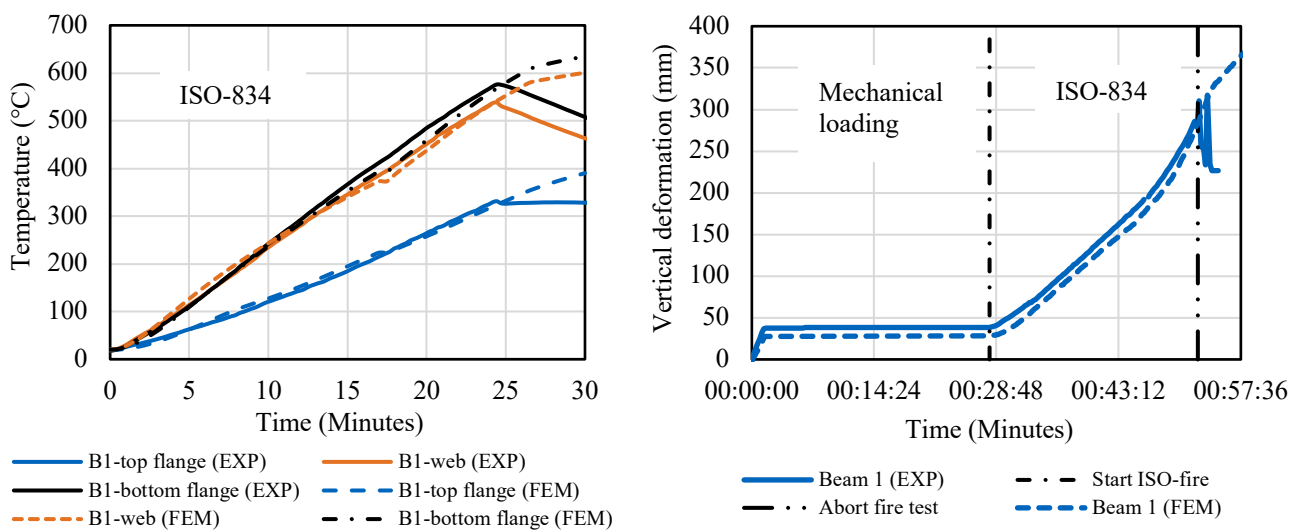 700
600
500
400
300
200
100
0
Temperature (°C)
ISO-834
0 5 10 15 20 25 30
Time (Minutes)
B1-top flange (EXP) B1-web (EXP)
B1-bottom flange (EXP) B1-top flange (FEM)
B1-web (FEM) B1-bottom flange (FEM)
400
350
300
250
200
150
100
50
0
Vertical deformation (mm)
Mechanical
loading
ISO-834
00:00:00 00:14:24 00:28:48 00:43:12 00:57:36
Time (Minutes)
Beam 1 (EXP) Start ISO-fire
Abort fire test Beam 1 (FEM)